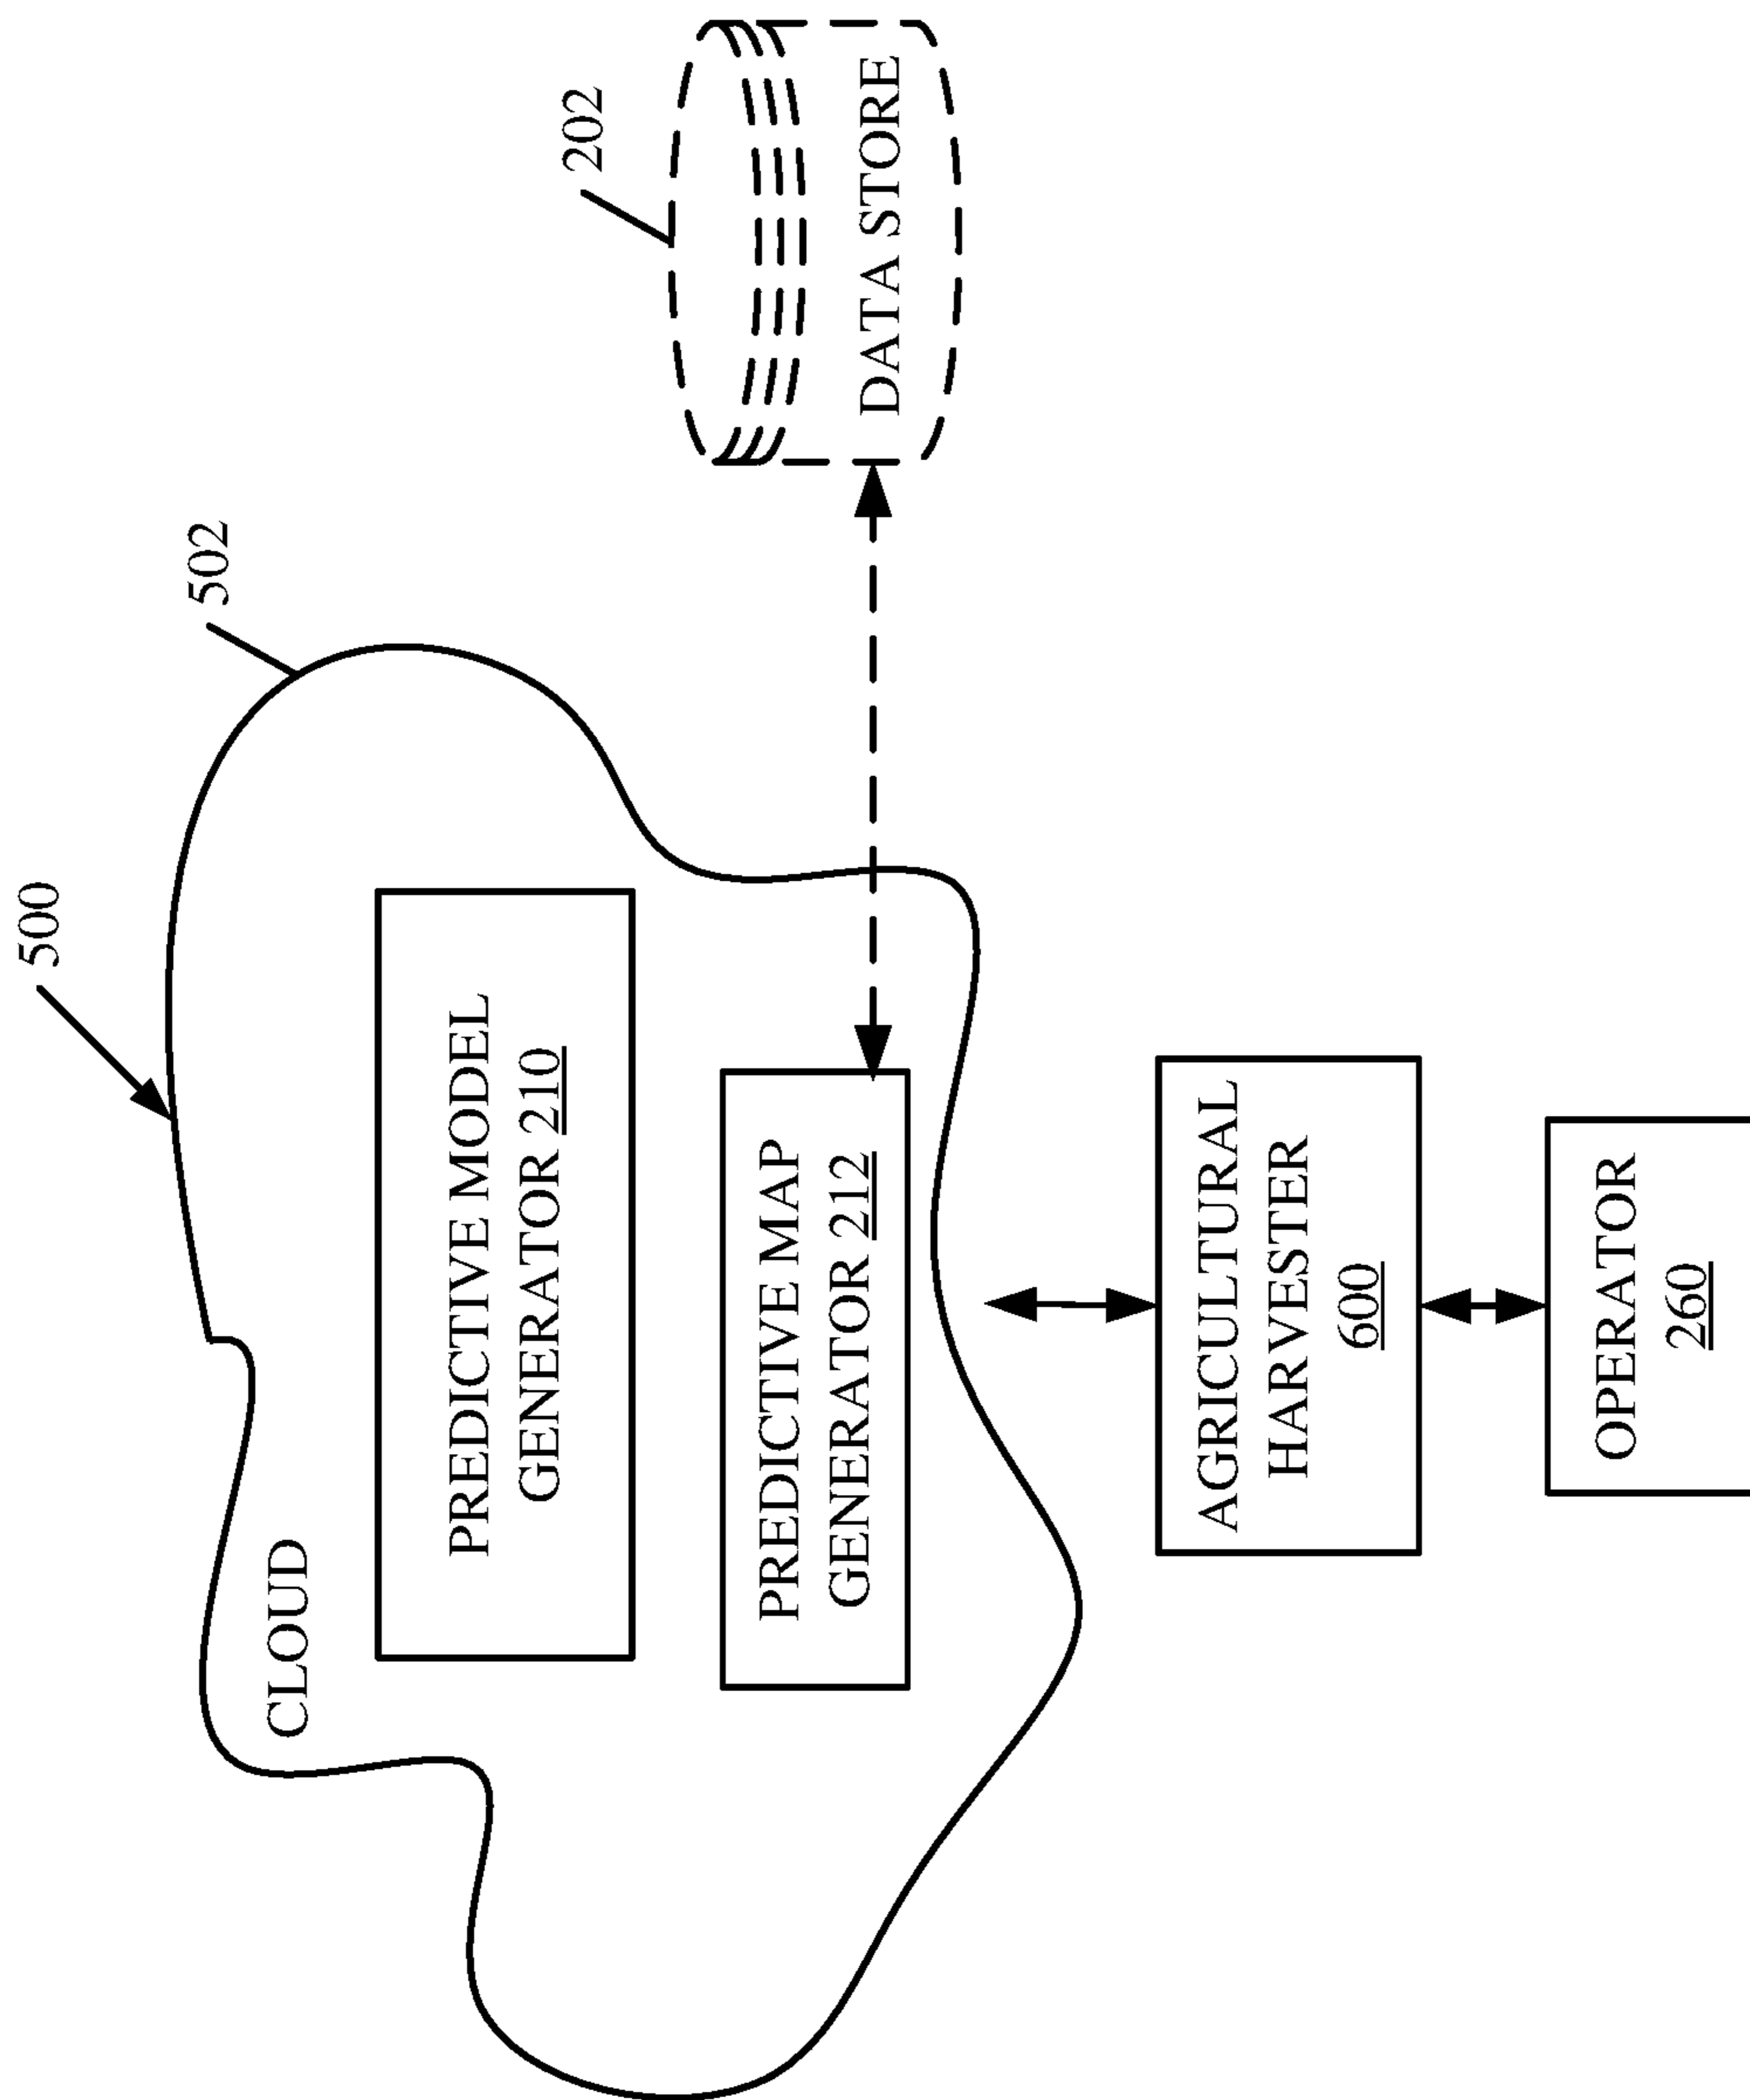 500
502
CLOUD
PREDICTIVE MODEL
GENERATOR 210
202
PREDICTIVE MAP
GENERATOR 212
DATA STORE
AGRICULTURAL
HARVESTER
600
OPERATOR
260